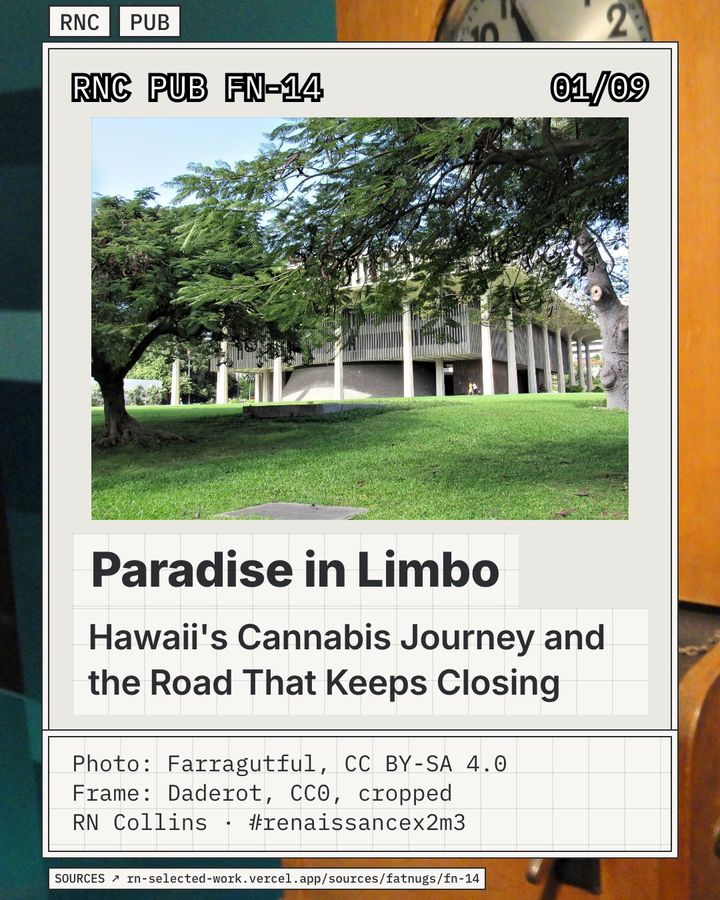 RNC PUB
RNC PUB FN-14 01/09
Paradise in Limbo
Hawaii's Cannabis Journey and
the Road That Keeps Closing
Photo: Farragutful, CC BY-SA 4.0
Frame: Daderot, CC0, cropped
RN Collins · #renaissancex2m3
SOURCES ↗ rn-selected-work.vercel.app/sources/fatnugs/fn-14